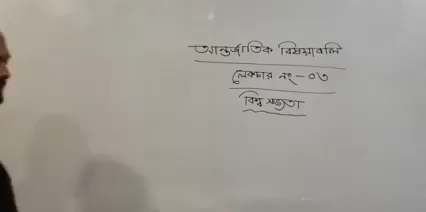 আন্তর্জাতিক বিষয়াবলি
লেকচার নং - ০৩
বিশ্ব সভ্যতা